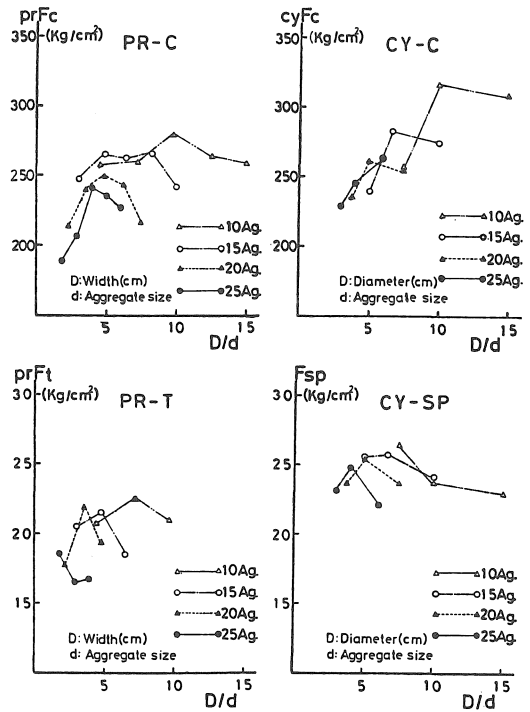 prFc
350
(Kg/cm²)
PR-C
300
250
200
10Ag.
15Ag.
20Ag.
25Ag.
D:Width(cm)
d:Aggregate size
5 10 15
D/d
cyFc
350
(Kg/cm²)
CY-C
300
250
200
10Ag.
15Ag.
20Ag.
25Ag.
D:Diameter(cm)
d:Aggregate size
5 10 15
D/d
prFt
30
(Kg/cm²)
PR-T
25
20
15
10Ag.
15Ag.
20Ag.
25Ag.
D:Width(cm)
d:Aggregate size
5 10 15
D/d
Fsp
30
(Kg/cm²)
CY-SP
25
20
15
10Ag.
15Ag.
20Ag.
25Ag.
D:Diameter(cm)
d:Aggregate size
5 10 15
D/d